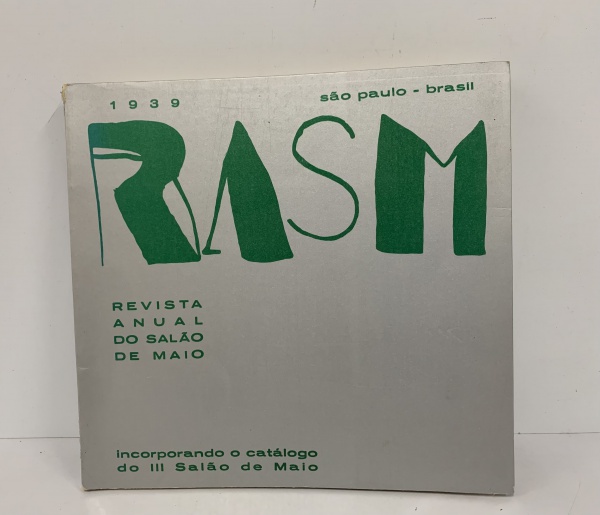 1939
são paulo - brasil
RASM
REVISTA
ANUAL
DO SALÃO
DE MAIO
incorporando o catálogo
do III Salão de Maio